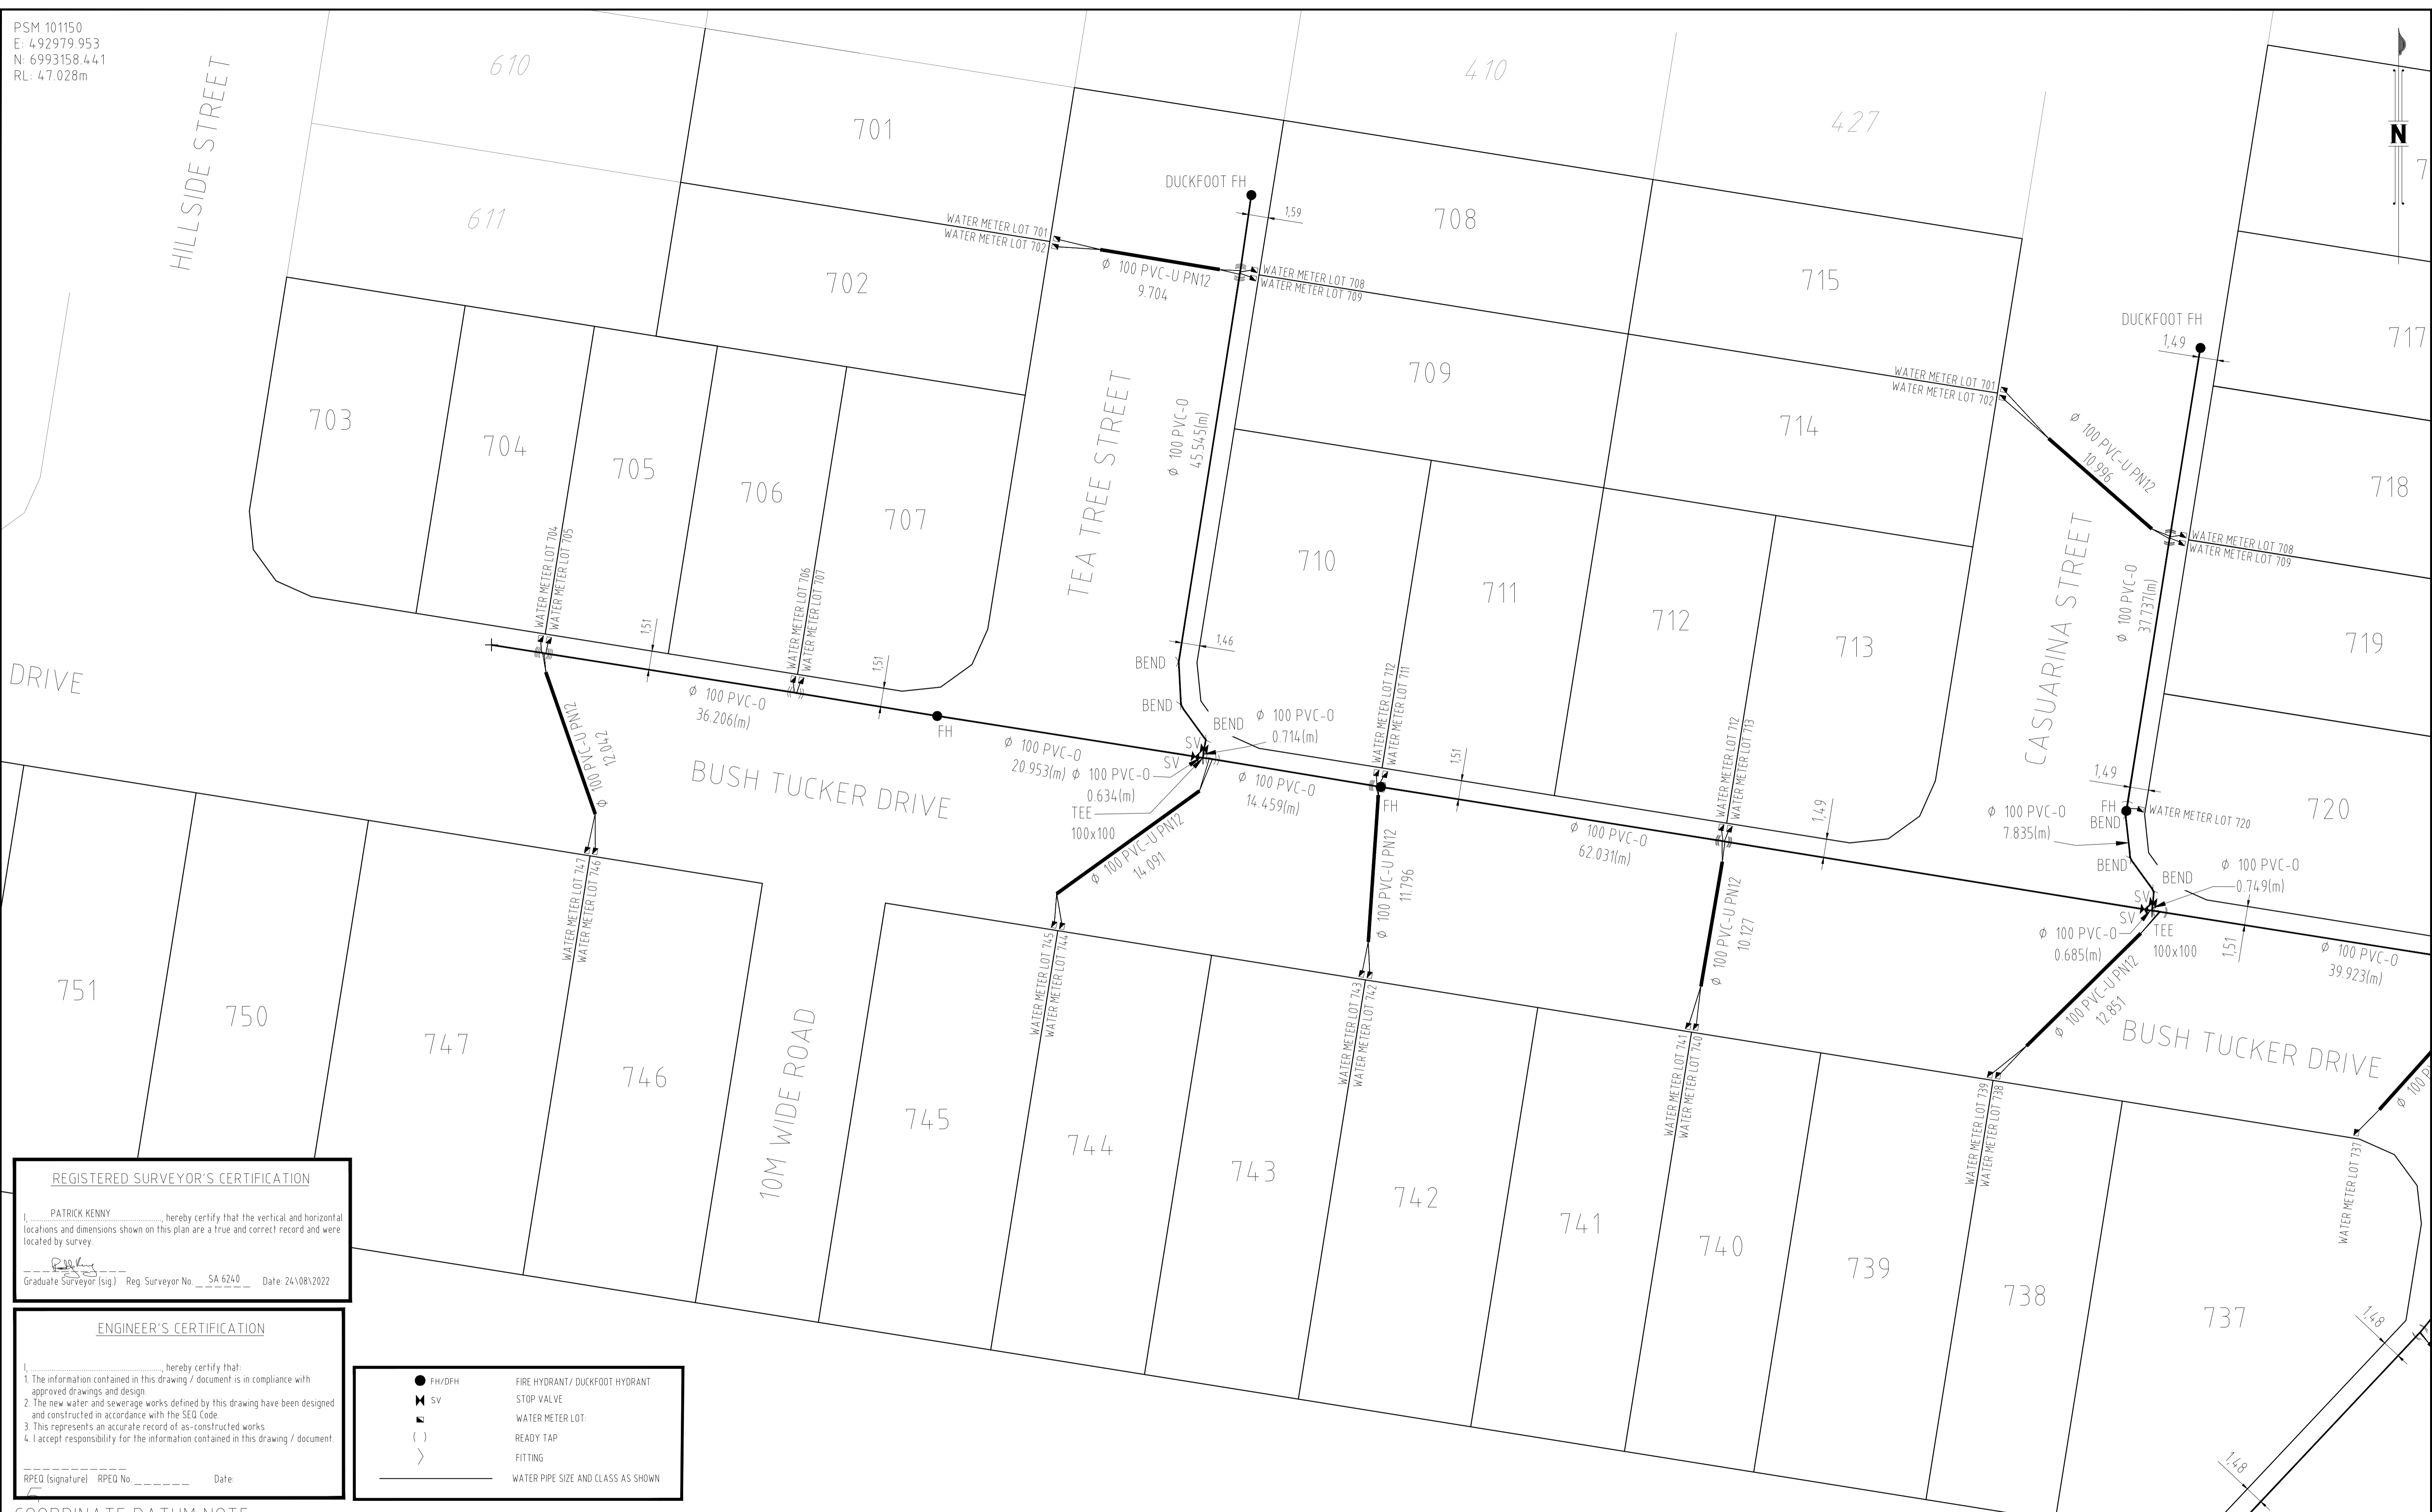 PSM 101150
E: 492979.953
N: 6993158.441
RL: 47.028m
HILLSIDE STREET
610
611
410
427
N
7
701
702
703
704
705
706
707
708
709
710
711
712
713
714
715
717
718
719
720
DUCKFOOT FH
1,59
WATER METER LOT 701
WATER METER LOT 702
Ø 100 PVC-U PN12
9.704
WATER METER LOT 708
WATER METER LOT 709
TEA TREE STREET
Ø 100 PVC-O
45.545(m)
1,46
BEND
BEND
BEND
DUCKFOOT FH
1,49
WATER METER LOT 701
WATER METER LOT 702
Ø 100 PVC-U PN12
10.996
WATER METER LOT 708
WATER METER LOT 709
CASUARINA STREET
Ø 100 PVC-O
37.737(m)
1,49
FH
BEND
WATER METER LOT 720
Ø 100 PVC-O
7.835(m)
BEND
BEND
Ø 100 PVC-O
0.749(m)
SV
SV
TEE
100x100
Ø 100 PVC-O
0.685(m)
1,51
Ø 100 PVC-O
39.923(m)
DRIVE
WATER METER LOT 704
WATER METER LOT 705
1,51
WATER METER LOT 706
WATER METER LOT 707
1,51
Ø 100 PVC-O
36.206(m)
FH
Ø 100 PVC-U PN12
12.042
BUSH TUCKER DRIVE
Ø 100 PVC-O
20.953(m)
Ø 100 PVC-O
0.714(m)
SV
SV
Ø 100 PVC-O
0.634(m)
TEE
100x100
Ø 100 PVC-O
14.459(m)
Ø 100 PVC-U PN12
14.091
WATER METER LOT 712
WATER METER LOT 711
FH
1,51
Ø 100 PVC-U PN12
11.796
Ø 100 PVC-O
62.031(m)
WATER METER LOT 712
WATER METER LOT 713
1,49
Ø 100 PVC-U PN12
10.127
Ø 100 PVC-U PN12
12.851
BUSH TUCKER DRIVE
Ø 100 P
WATER METER LOT 747
WATER METER LOT 746
WATER METER LOT 745
WATER METER LOT 744
WATER METER LOT 743
WATER METER LOT 742
WATER METER LOT 741
WATER METER LOT 740
WATER METER LOT 739
WATER METER LOT 738
WATER METER LOT 737
751
750
747
746
10M WIDE ROAD
745
744
743
742
741
740
739
738
737
1,48
1,48
REGISTERED SURVEYOR'S CERTIFICATION
I, PATRICK KENNY, hereby certify that the vertical and horizontal
locations and dimensions shown on this plan are a true and correct record and were
located by survey.
Graduate Surveyor (sig.) Reg. Surveyor No. SA 6240 Date: 24\08\2022
ENGINEER'S CERTIFICATION
I, ............................................................, hereby certify that:
1. The information contained in this drawing / document is in compliance with
approved drawings and design.
2. The new water and sewerage works defined by this drawing have been designed
and constructed in accordance with the SEQ Code.
3. This represents an accurate record of as-constructed works
4. I accept responsibility for the information contained in this drawing / document.
RPEQ (signature) RPEQ No. _ _ _ _ _ _ Date:
FH/DFH FIRE HYDRANT/ DUCKFOOT HYDRANT
SV STOP VALVE
WATER METER LOT:
( ) READY TAP
FITTING
WATER PIPE SIZE AND CLASS AS SHOWN
COORDINATE DATUM NOTE